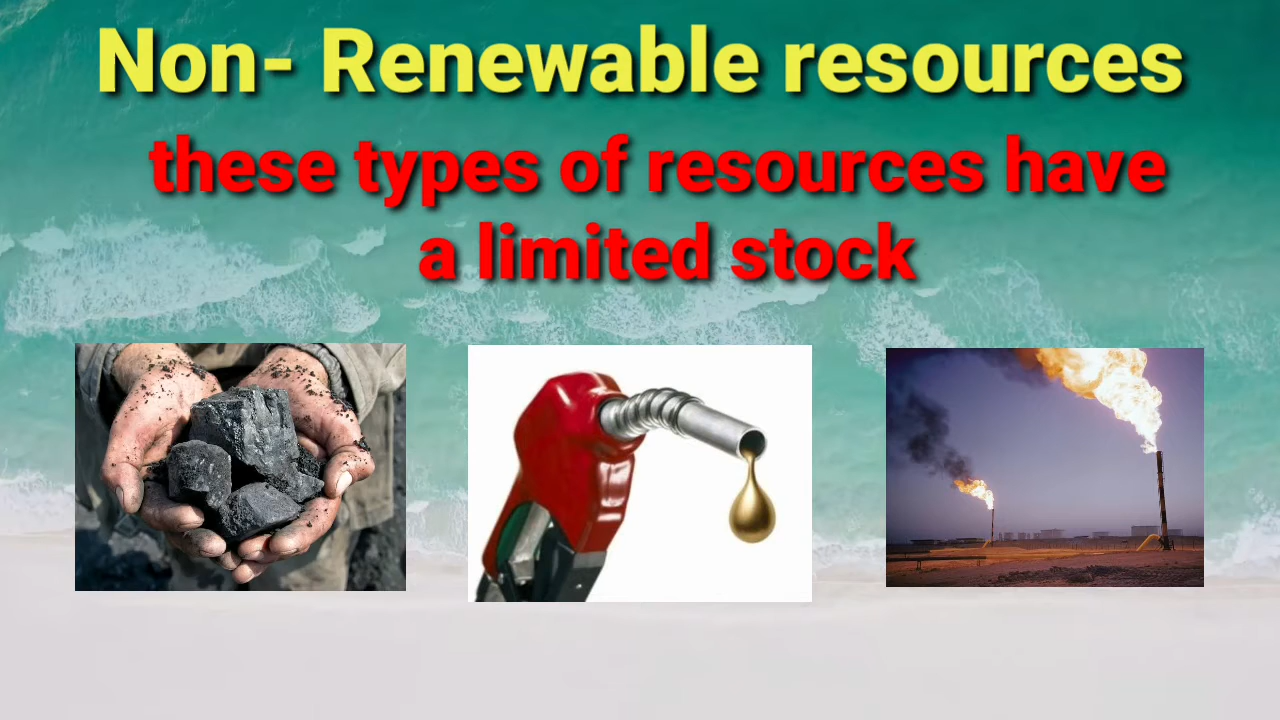 Non- Renewable resources
these types of resources have
a limited stock